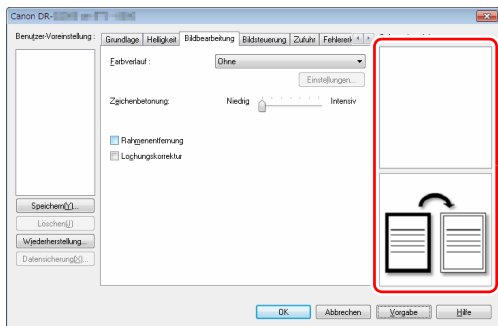 Canon DR-
Benutzer-Voreinstellung :
Grundlage Helligkeit Bildbearbeitung Bildsteuerung Zufuhr Fehlererk
Farbverlauf : Ohne
Einstellungen...
Zeichenbetonung: Niedrig Intensiv
Rahmenentfernung
Lochungskorrektur
Speichern(Y)...
Löschen(J)
Wiederherstellung...
Datensicherung(X)...
OK Abbrechen Vorgabe Hilfe